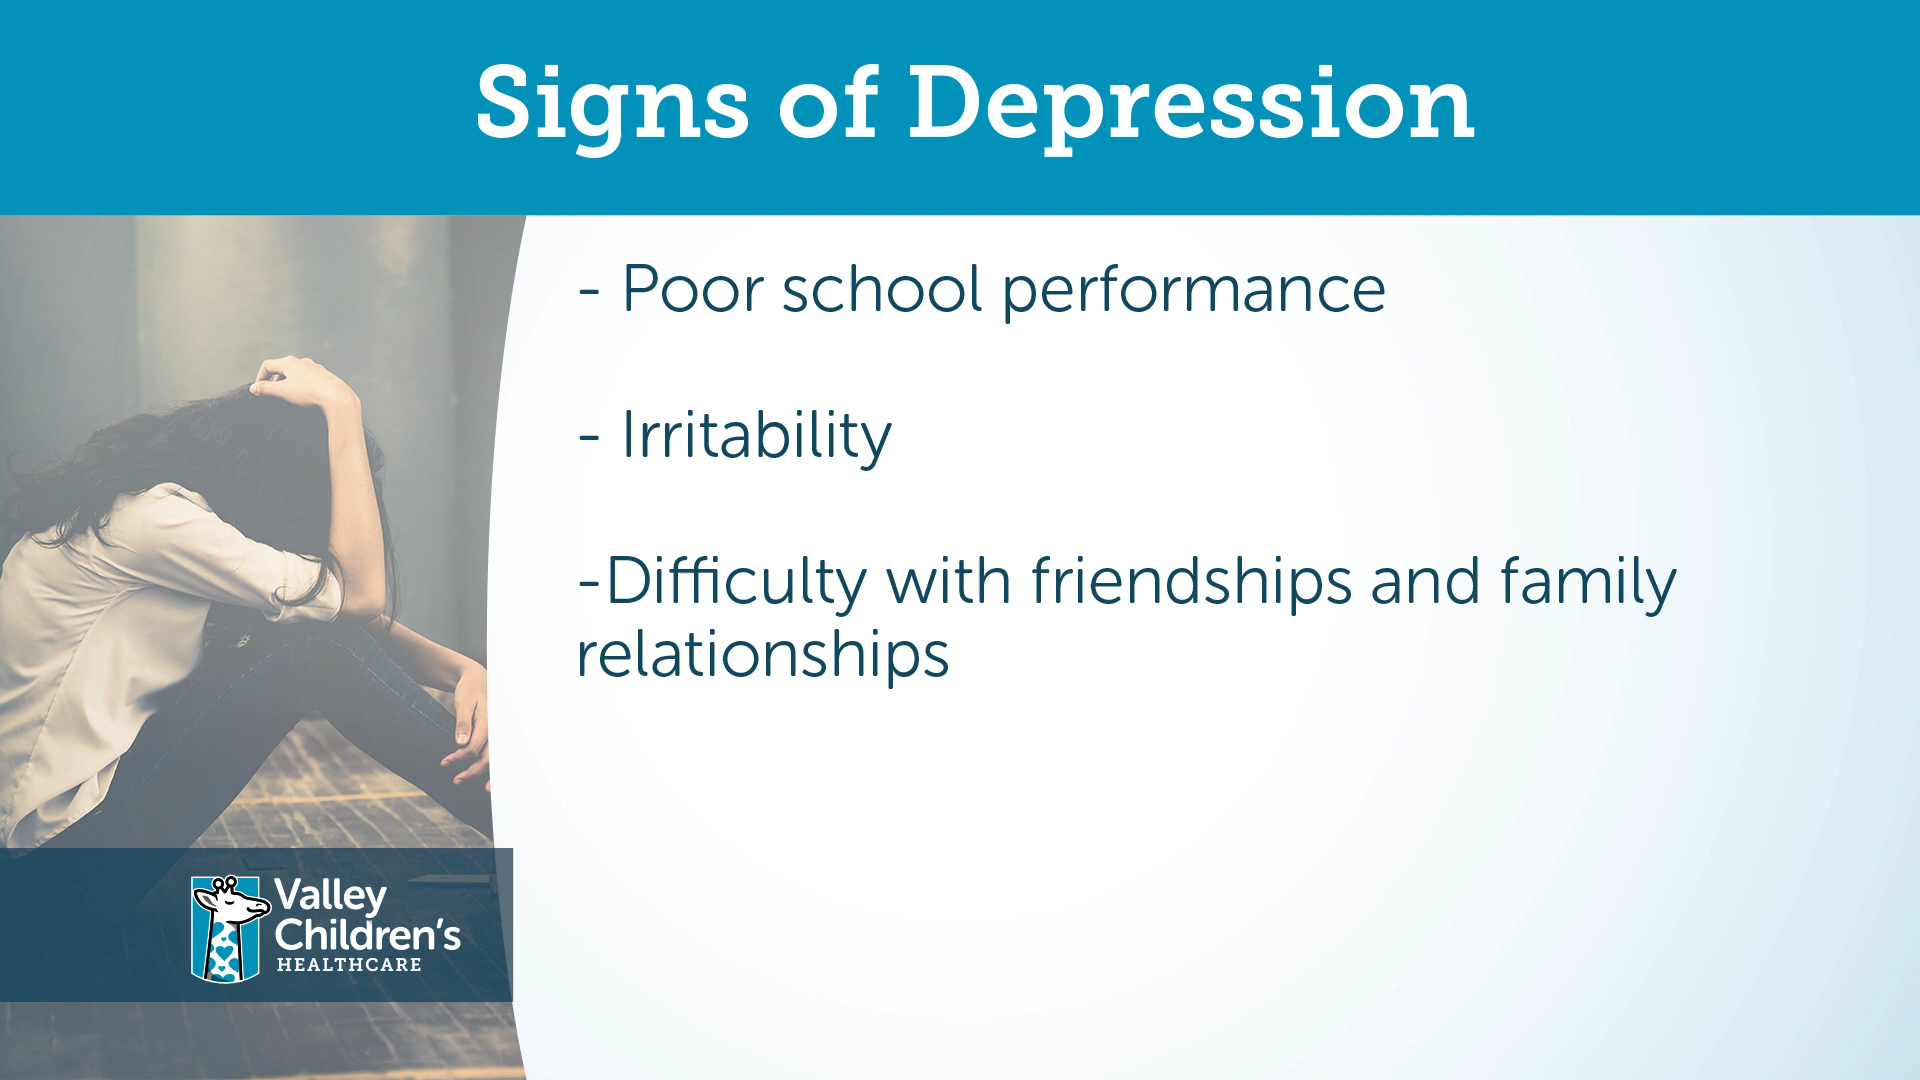 Signs of Depression
- Poor school performance
- Irritability
-Difficulty with friendships and family
relationships
Valley
Children's
HEALTHCARE